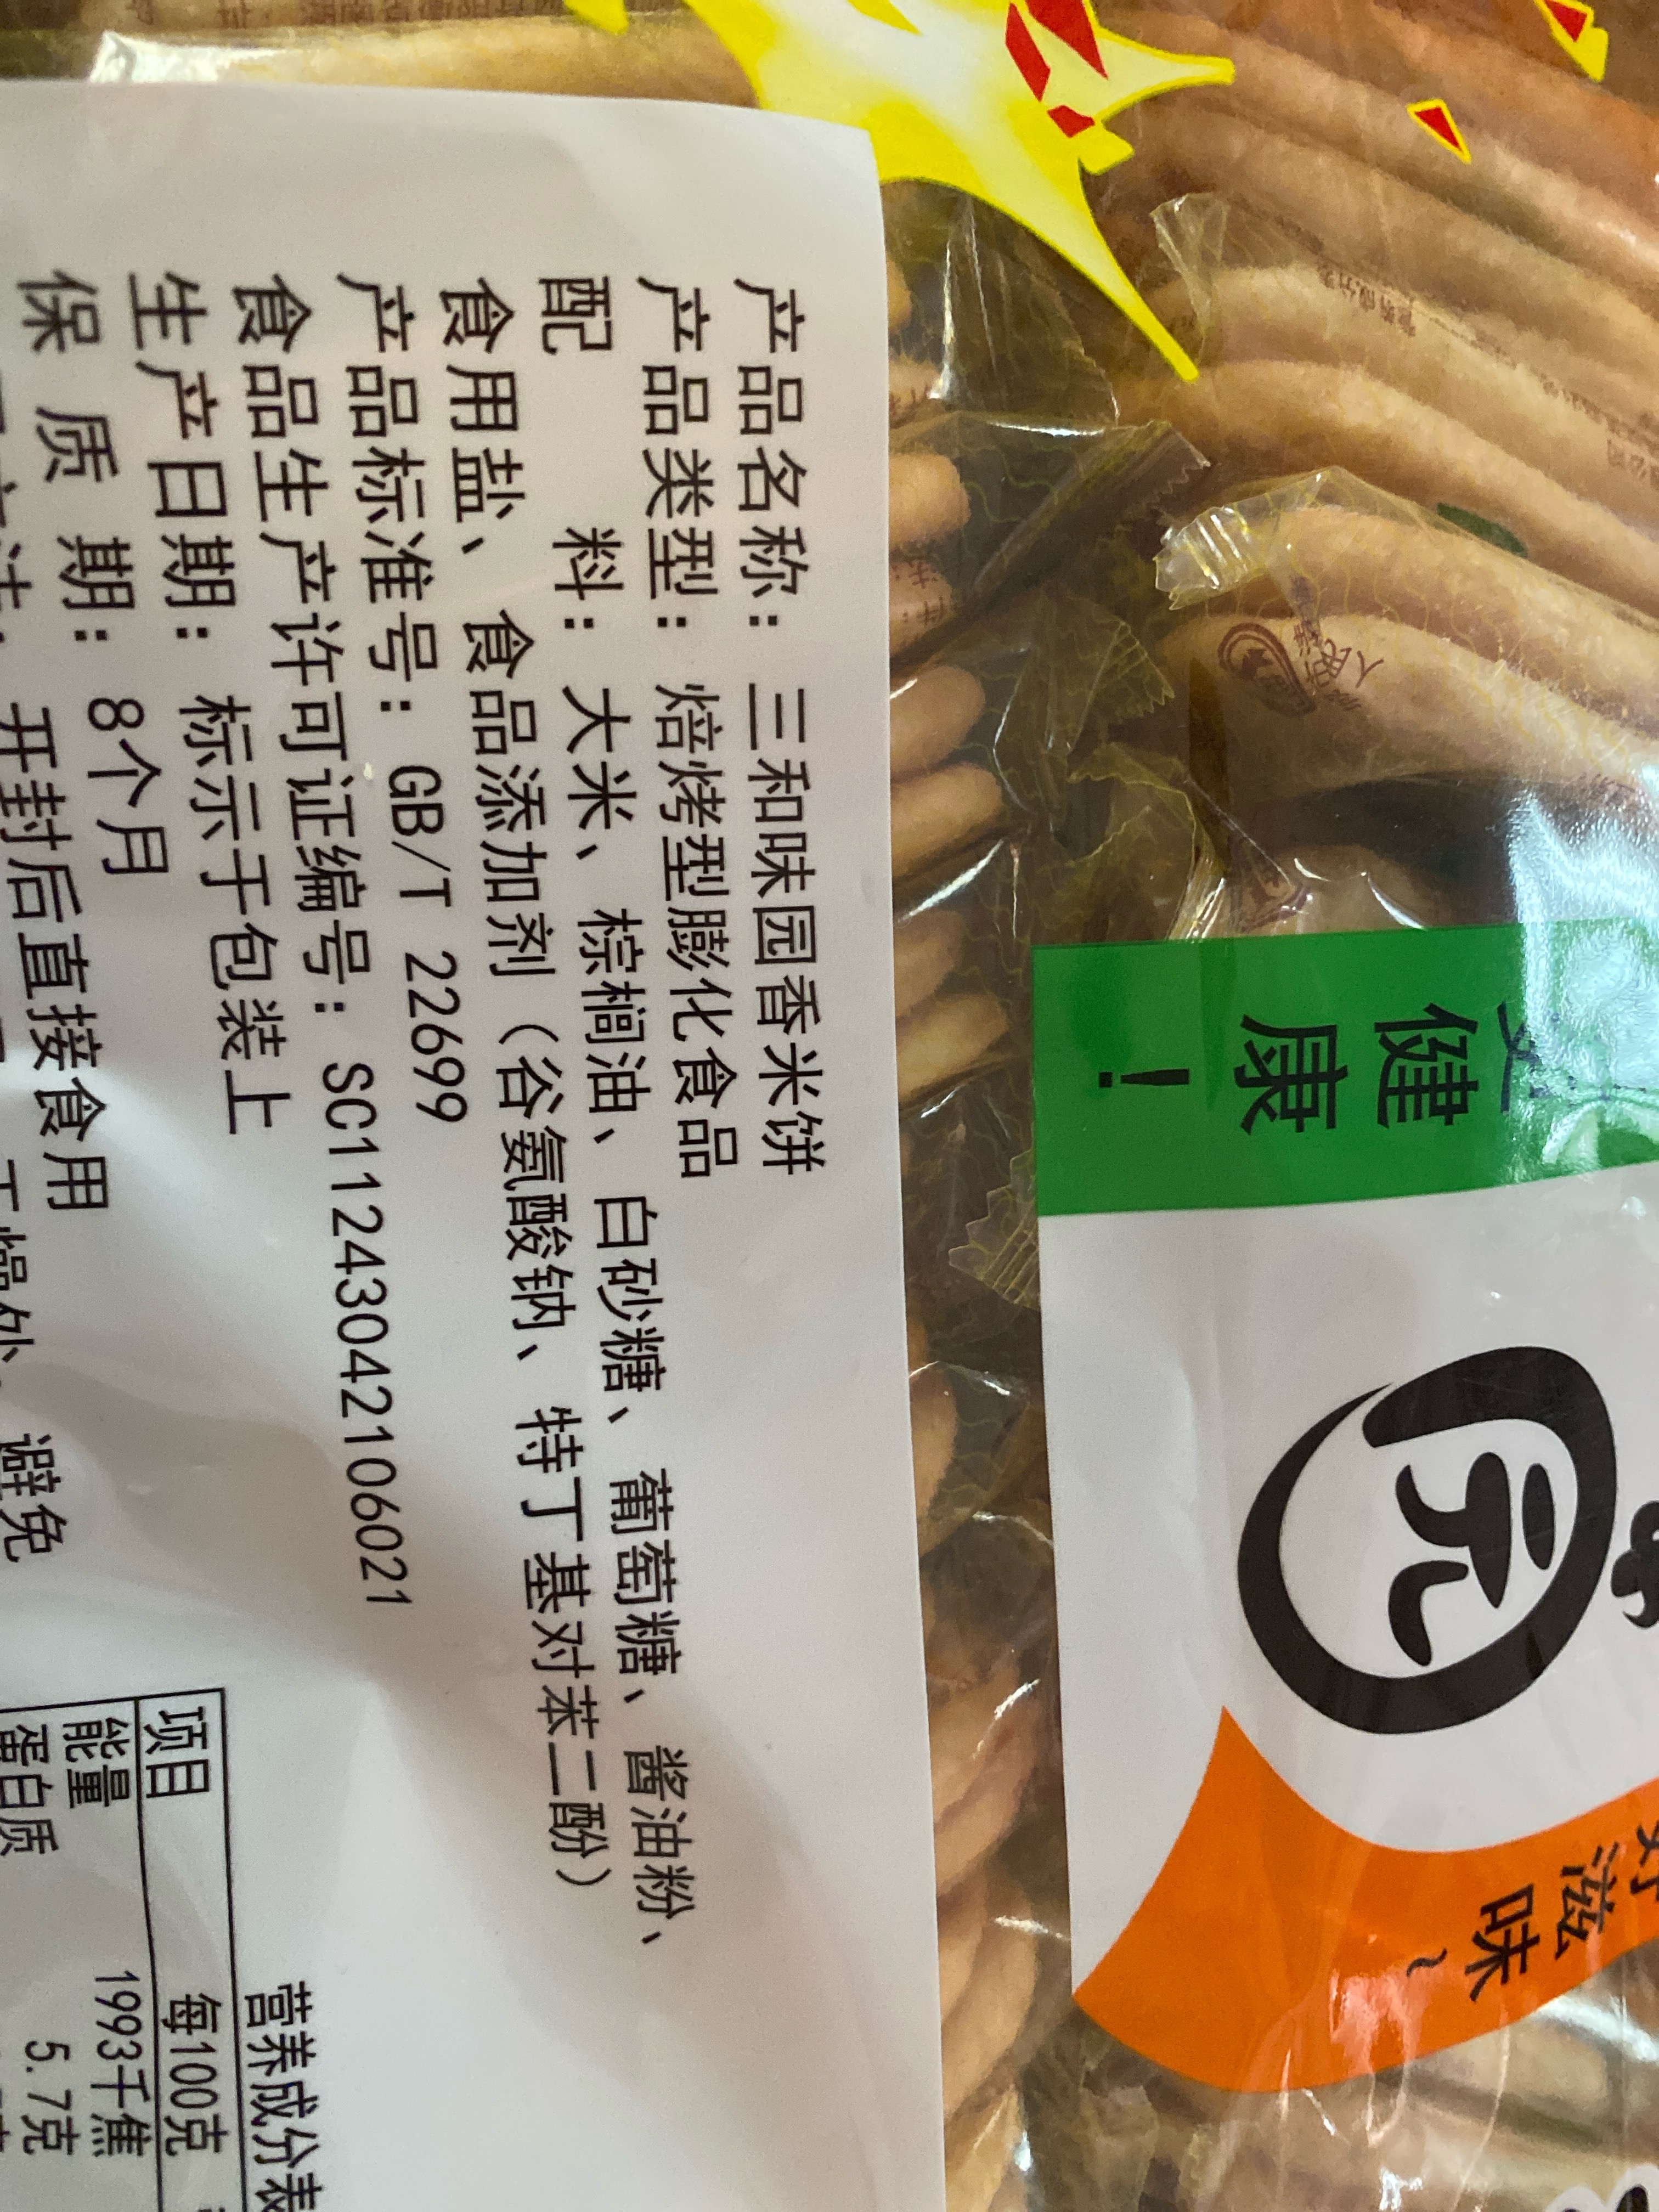 产品名称：三和味园香米饼
产品类型：焙烤型膨化食品
配 料：大米、棕榈油、白砂糖、葡萄糖、酱油粉、
食用盐、食品添加剂（谷氨酸钠、特丁基对苯二酚）
产品标准号：GB/T 22699
食品生产许可证编号：SC11243042106021
生产日期：标示于包装上
保 质 期：8个月
开封后直接食用
干燥处、避免
营养成分表
项目 每100克
能量 1993千焦
蛋白质 5.7克
健
康
！
元
好
滋
味
~